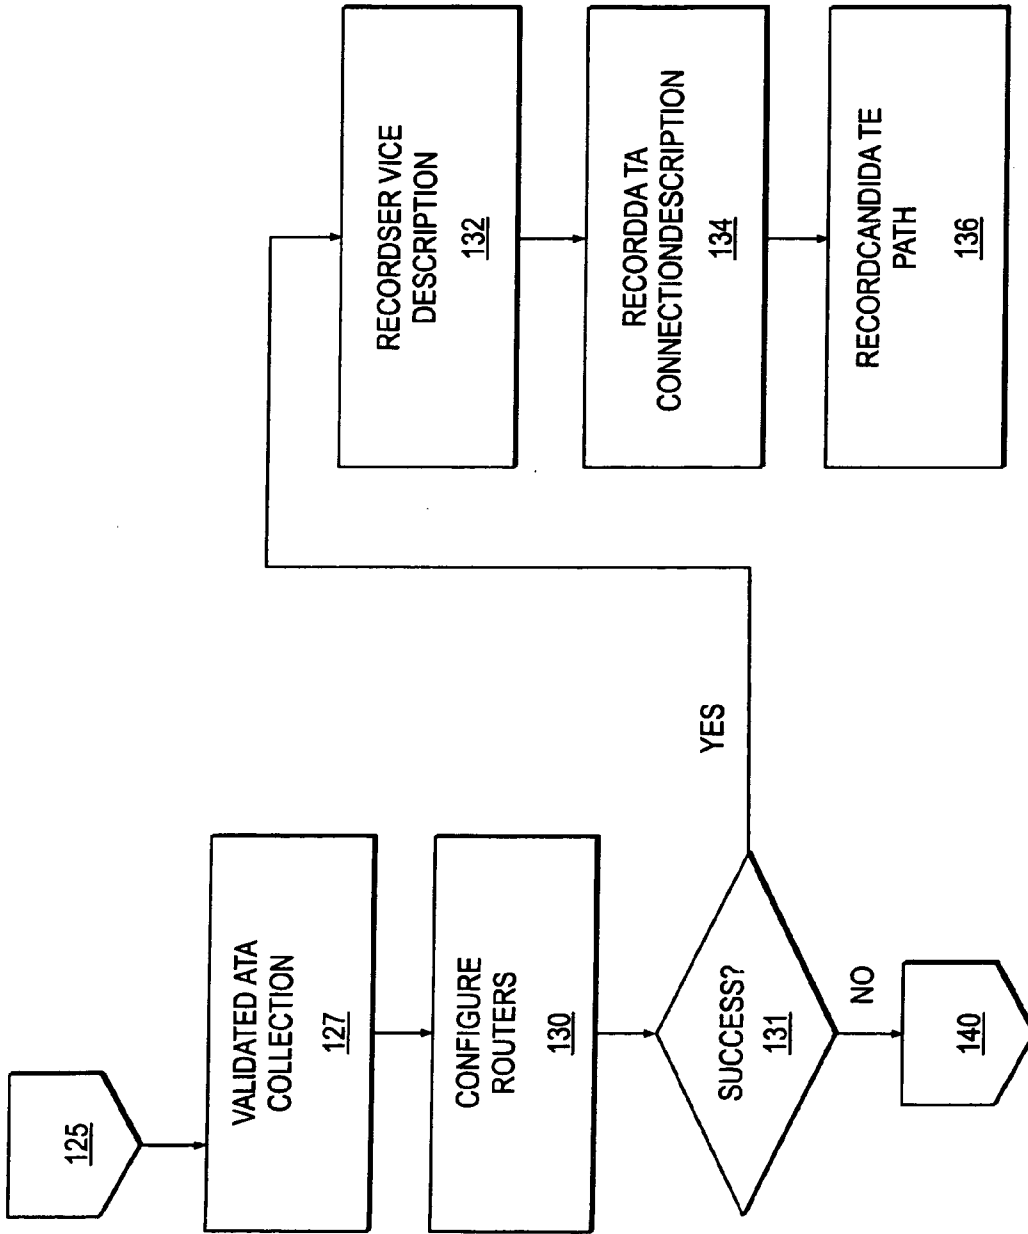 125
VALIDATED ATA
COLLECTION
127
CONFIGURE
ROUTERS
130
SUCCESS?
131
NO
140
YES
RECORDSER VICE
DESCRIPTION
132
RECORDDA TA
CONNECTIONDESCRIPTION
134
RECORDCANDIDA TE
PATH
136